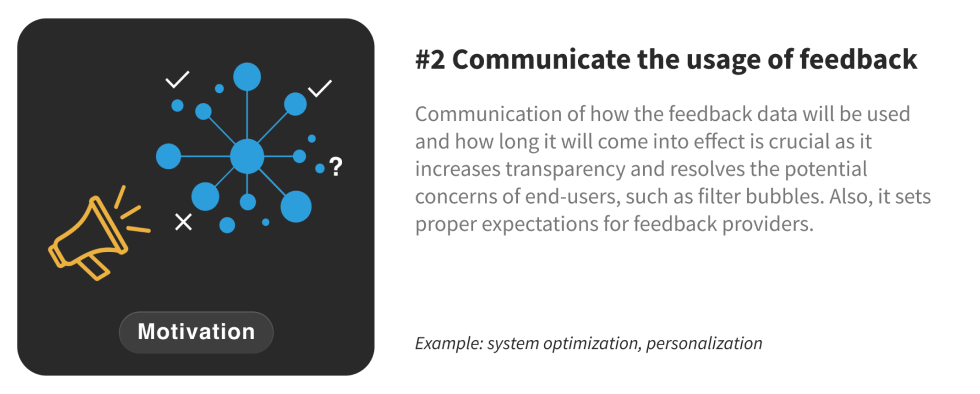 #2 Communicate the usage of feedback
Communication of how the feedback data will be used
and how long it will come into effect is crucial as it
increases transparency and resolves the potential
concerns of end-users, such as filter bubbles. Also, it sets
proper expectations for feedback providers.
?
Motivation
Example: system optimization, personalization